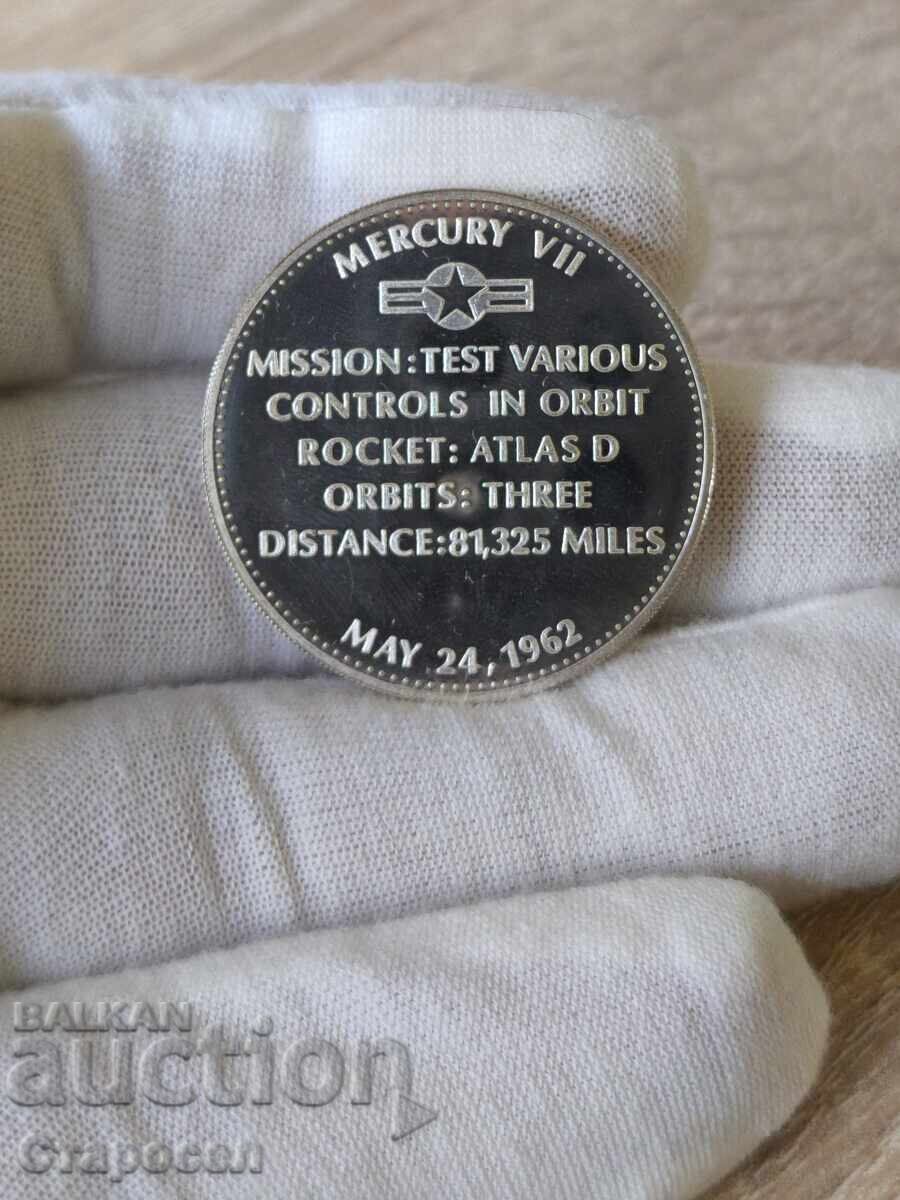 MERCURY VII
MISSION: TEST VARIOUS
CONTROLS IN ORBIT
ROCKET: ATLAS D
ORBITS: THREE
DISTANCE: 81,325 MILES
MAY 24, 1962
BALKAN
auction
Старосел